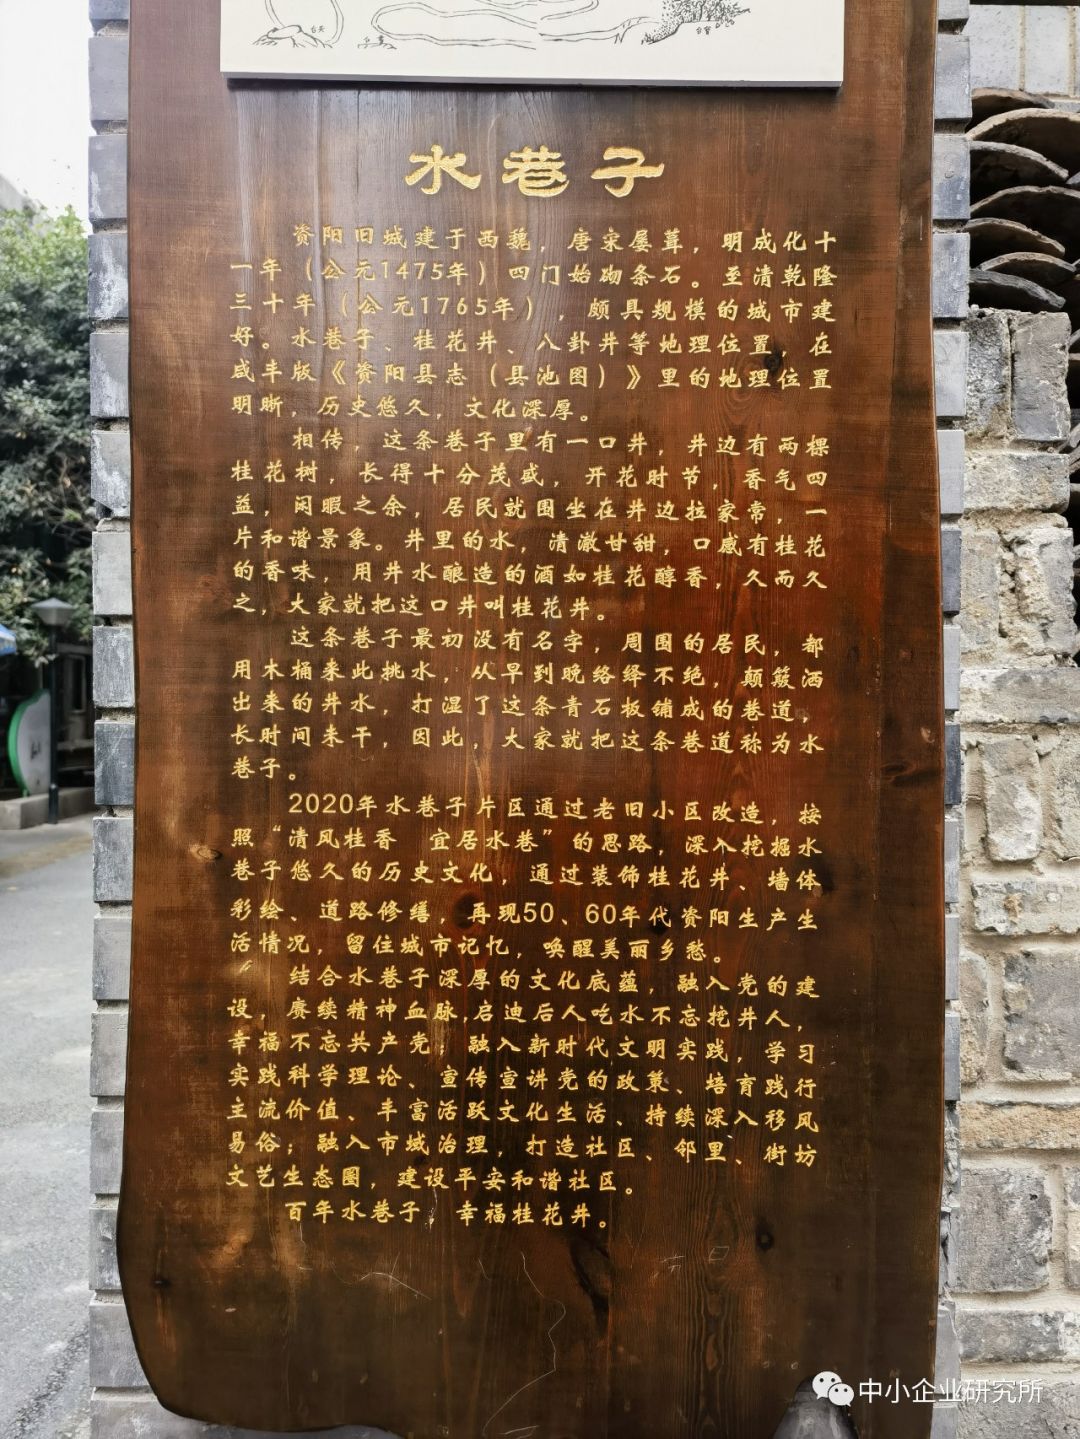 水巷子
资阳旧城建于西魏，唐宋屡葺，明成化十
一年（公元1475年）四门始砌条石。至清乾隆
三十年（公元1765年），颇具规模的城市建
好。水巷子、桂花井、八卦井等地理位置，在
咸丰版《资阳县志（县池图）》里的地理位置
明晰，历史悠久，文化深厚。
相传，这条巷子里有一口井，井边有两棵
桂花树，长得十分茂盛，开花时节，香气四
益，闲暇之余，居民就围坐在井边拉家常，一
片和谐景象。井里的水，清澈甘甜，口感有桂花
的香味，用井水酿造的酒如桂花醇香，久而久
之，大家就把这口井叫桂花井。
这条巷子最初没有名字，周围的居民，都
用木桶来此挑水，从早到晚络绎不绝，颠簸洒
出来的井水，打湿了这条青石板铺成的巷道，
长时间未干，因此，大家就把这条巷道称为水
巷子。
2020年水巷子片区通过老旧小区改造，按
照“清风桂香 宜居水巷”的思路，深入挖掘水
巷子悠久的历史文化，通过装饰桂花井、墙体
彩绘、道路修缮，再现50、60年代资阳生产生
活情况，留住城市记忆，唤醒美丽乡愁。
结合水巷子深厚的文化底蕴，融入党的建
设，赓续精神血脉,启迪后人吃水不忘挖井人，
幸福不忘共产党；融入新时代文明实践，学习
实践科学理论、宣传宣讲党的政策、培育践行
主流价值、丰富活跃文化生活、持续深入移风
易俗；融入市域治理，打造社区、邻里、街坊
文艺生态圈，建设平安和谐社区。
百年水巷子，幸福桂花井。
中小企业研究所